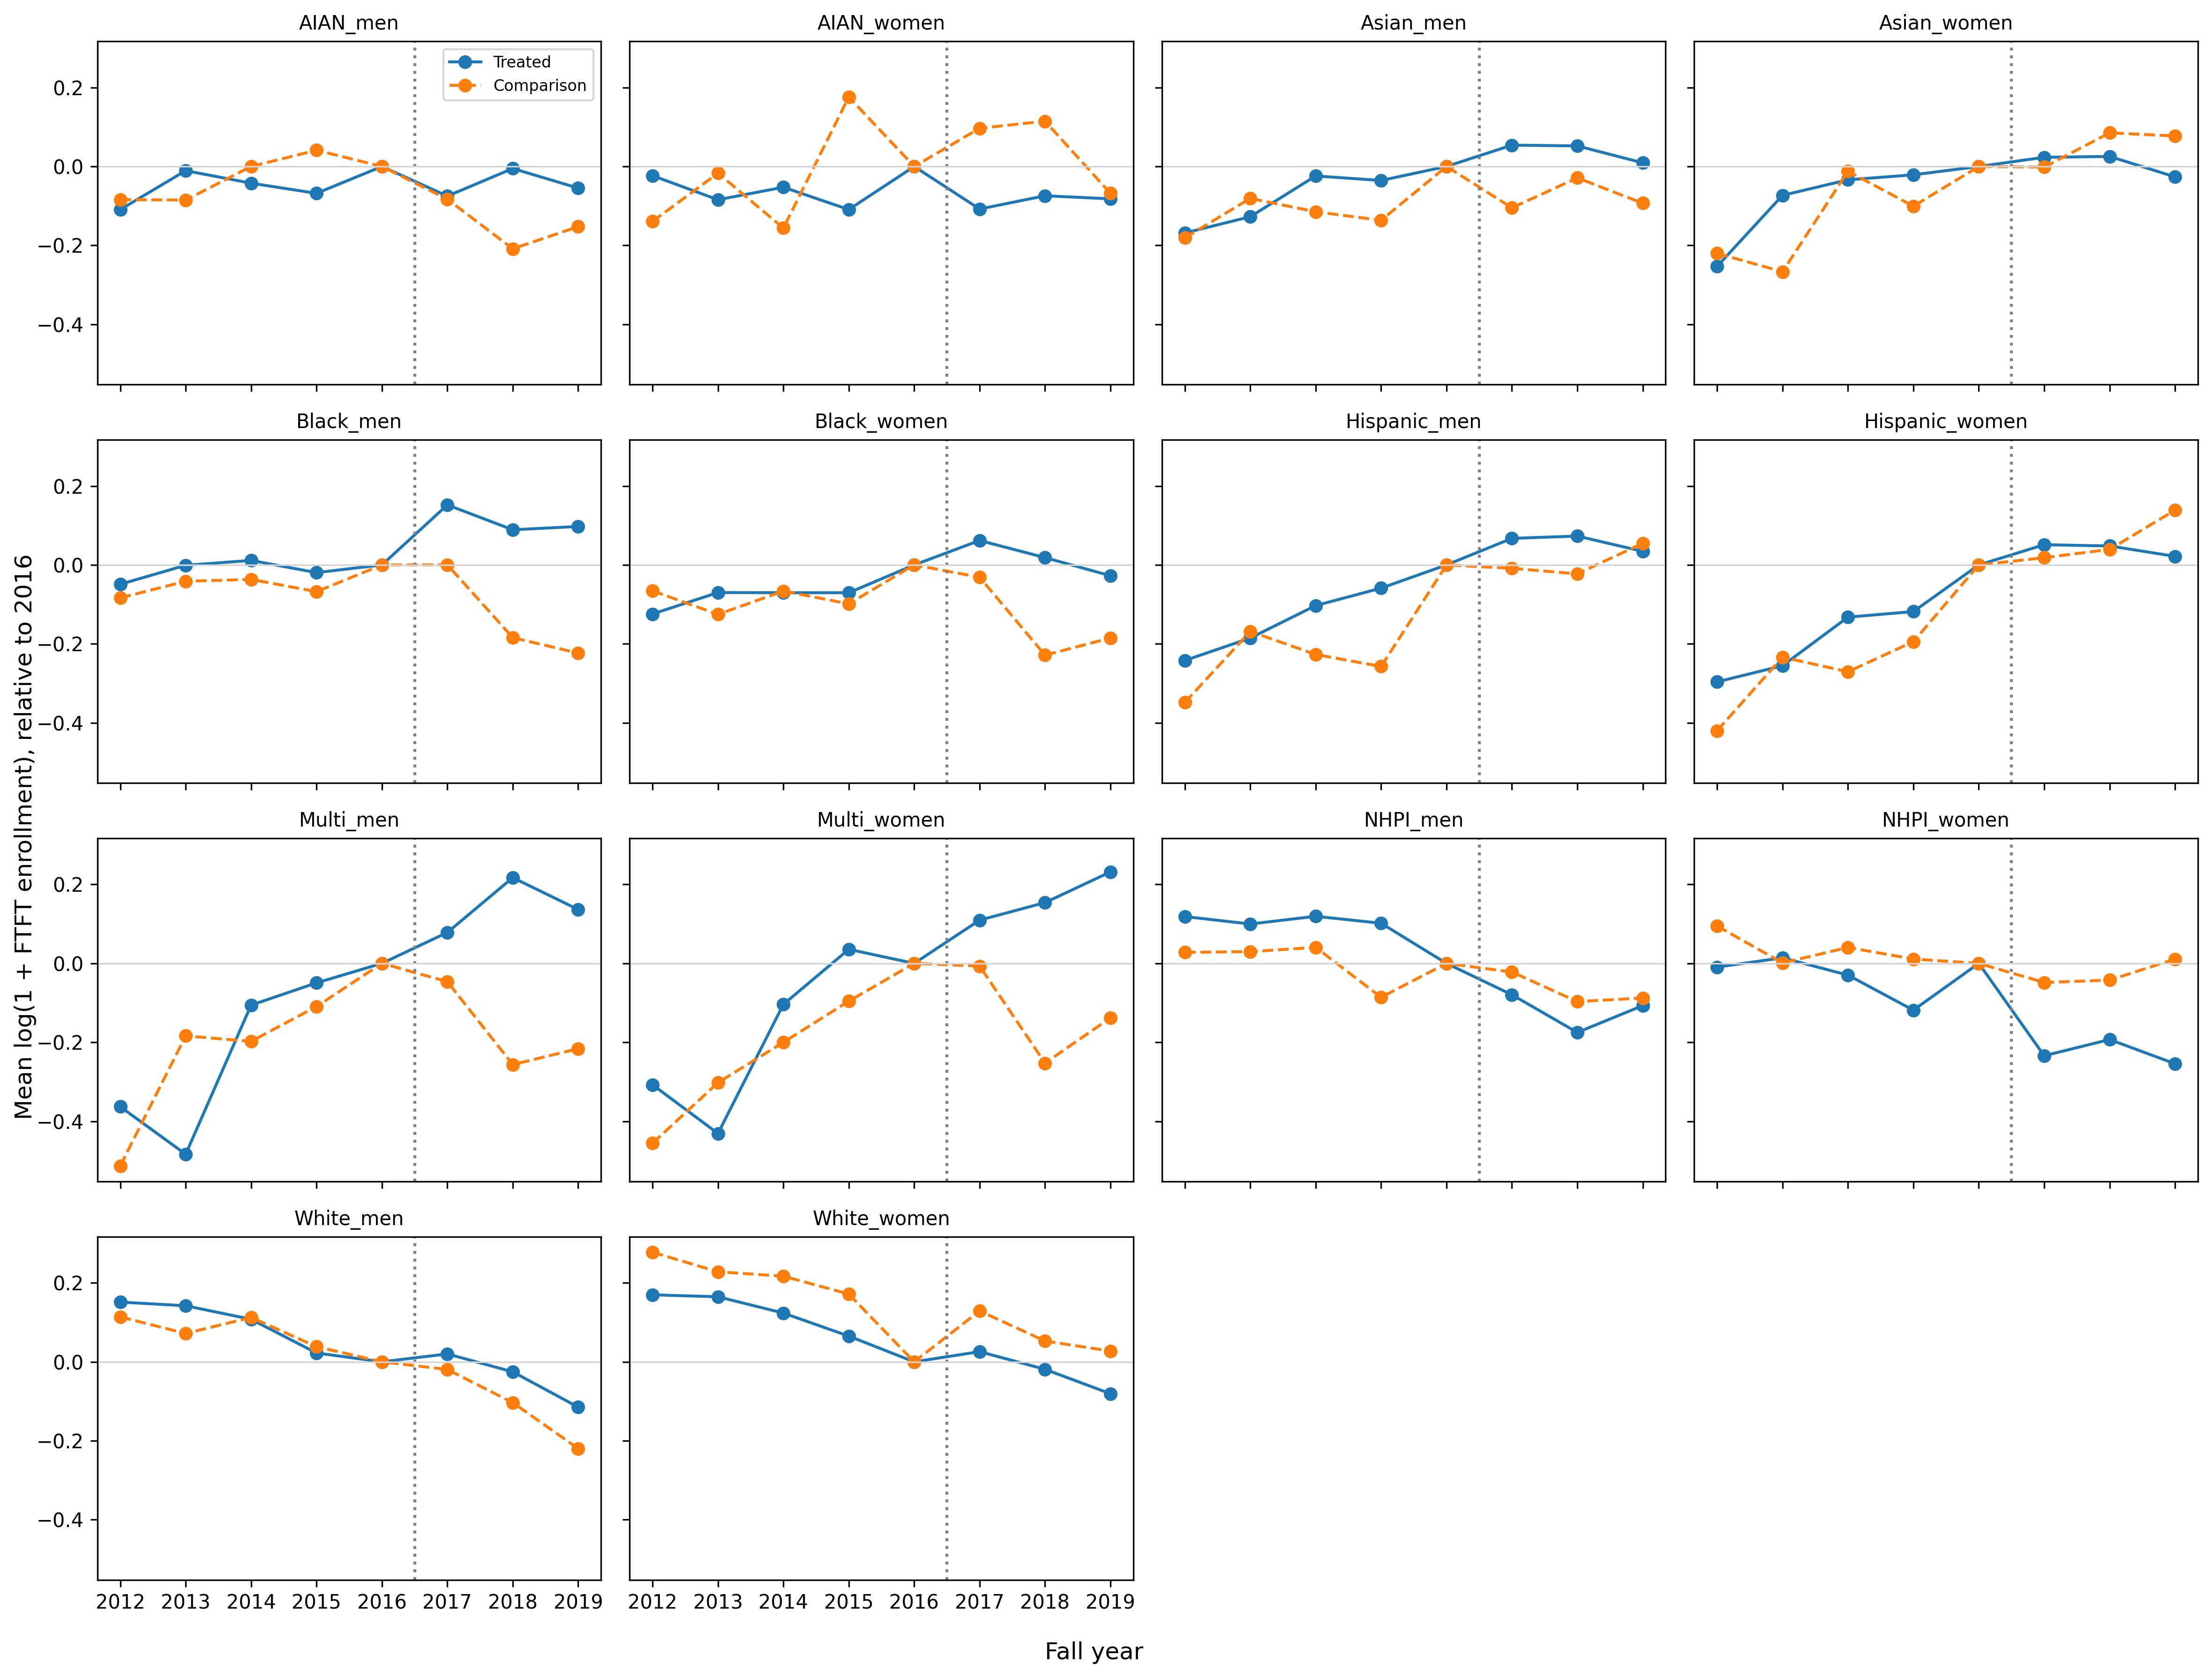 AIAN_men
AIAN_women
Asian_men
Asian_women
Treated
Comparison
0.2
0.0
−0.2
−0.4
Black_men
Black_women
Hispanic_men
Hispanic_women
0.2
0.0
−0.2
−0.4
Mean log(1 + FTFT enrollment), relative to 2016
Multi_men
Multi_women
NHPI_men
NHPI_women
0.2
0.0
−0.2
−0.4
White_men
White_women
0.2
0.0
−0.2
−0.4
2012 2013 2014 2015 2016 2017 2018 2019
2012 2013 2014 2015 2016 2017 2018 2019
Fall year